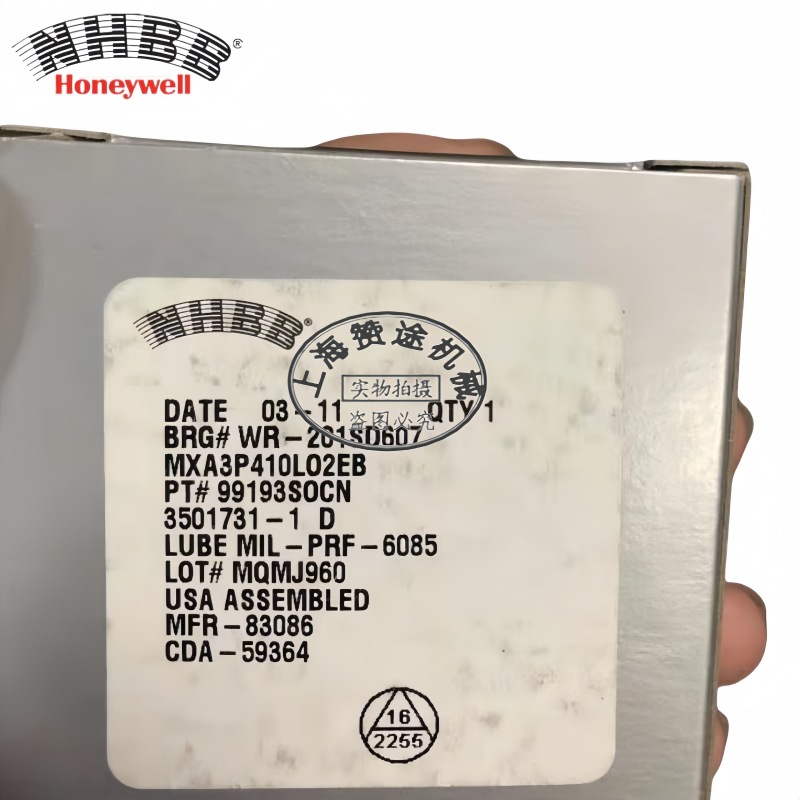 NHBB®
Honeywell
NHBB®
上海赞途机械
实物拍摄
盗图必究
DATE 03-11 QTY 1
BRG# WR-201SD607
MXA3P410LO2EB
PT# 99193SOCN
3501731-1 D
LUBE MIL-PRF-6085
LOT# MQMJ960
USA ASSEMBLED
MFR-83086
CDA-59364
16
2255